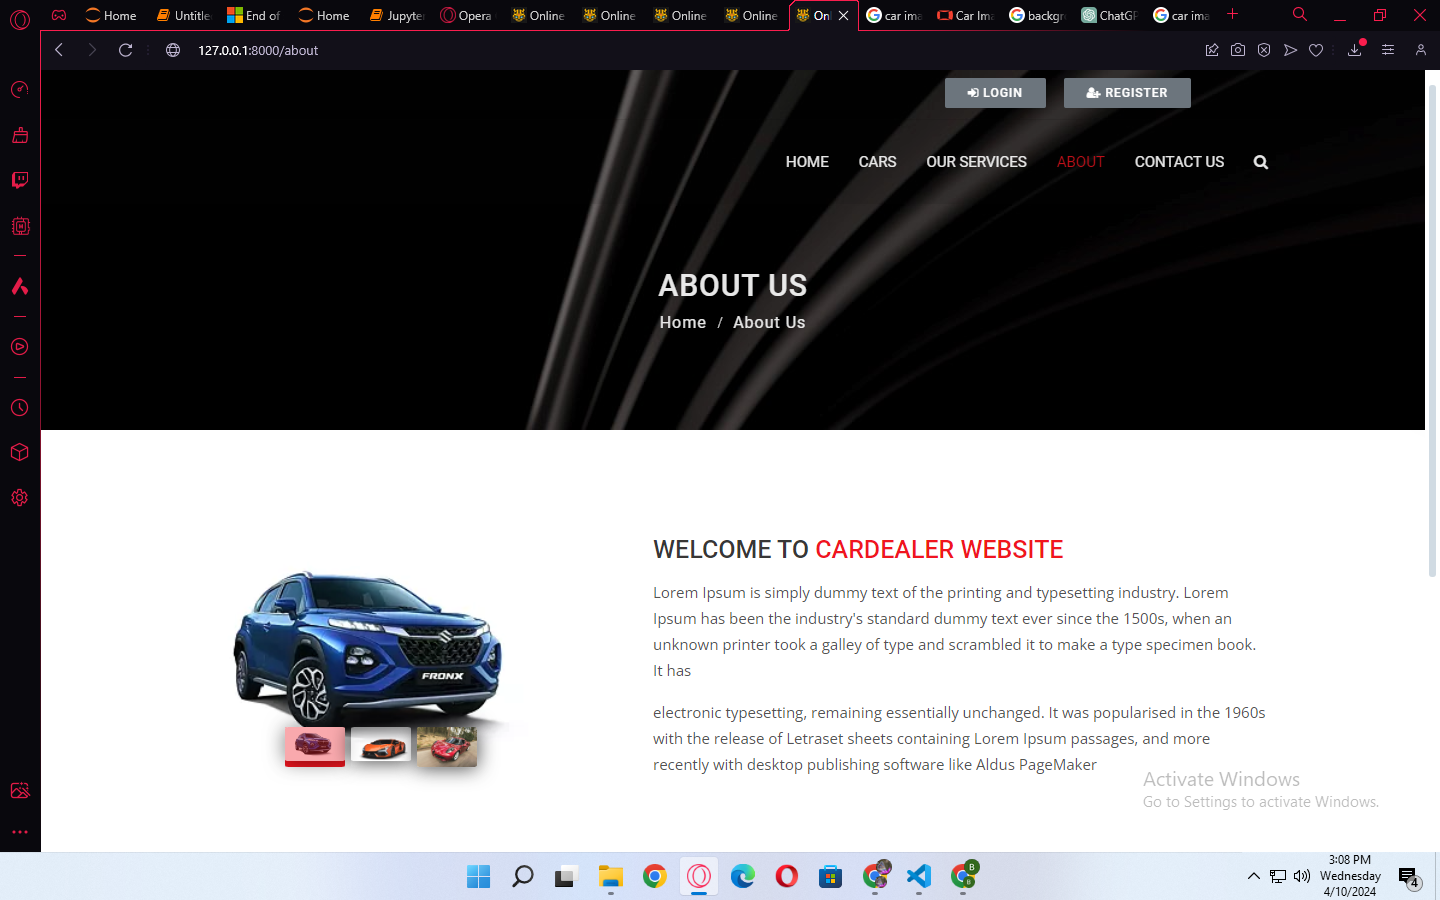 Home
Untitle
End of
Home
Jupyter
Opera
Online
Online
Online
Online
Onl
car ima
Car Ima
backgr
ChatGP
car ima
127.0.0.1:8000/about
LOGIN
REGISTER
HOME
CARS
OUR SERVICES
ABOUT
CONTACT US
ABOUT US
Home / About Us
WELCOME TO CARDEALER WEBSITE
Lorem Ipsum is simply dummy text of the printing and typesetting industry. Lorem
Ipsum has been the industry's standard dummy text ever since the 1500s, when an
unknown printer took a galley of type and scrambled it to make a type specimen book.
It has
electronic typesetting, remaining essentially unchanged. It was popularised in the 1960s
with the release of Letraset sheets containing Lorem Ipsum passages, and more
recently with desktop publishing software like Aldus PageMaker
FRONX
Activate Windows
Go to Settings to activate Windows.
B
3:08 PM
Wednesday
4/10/2024
4